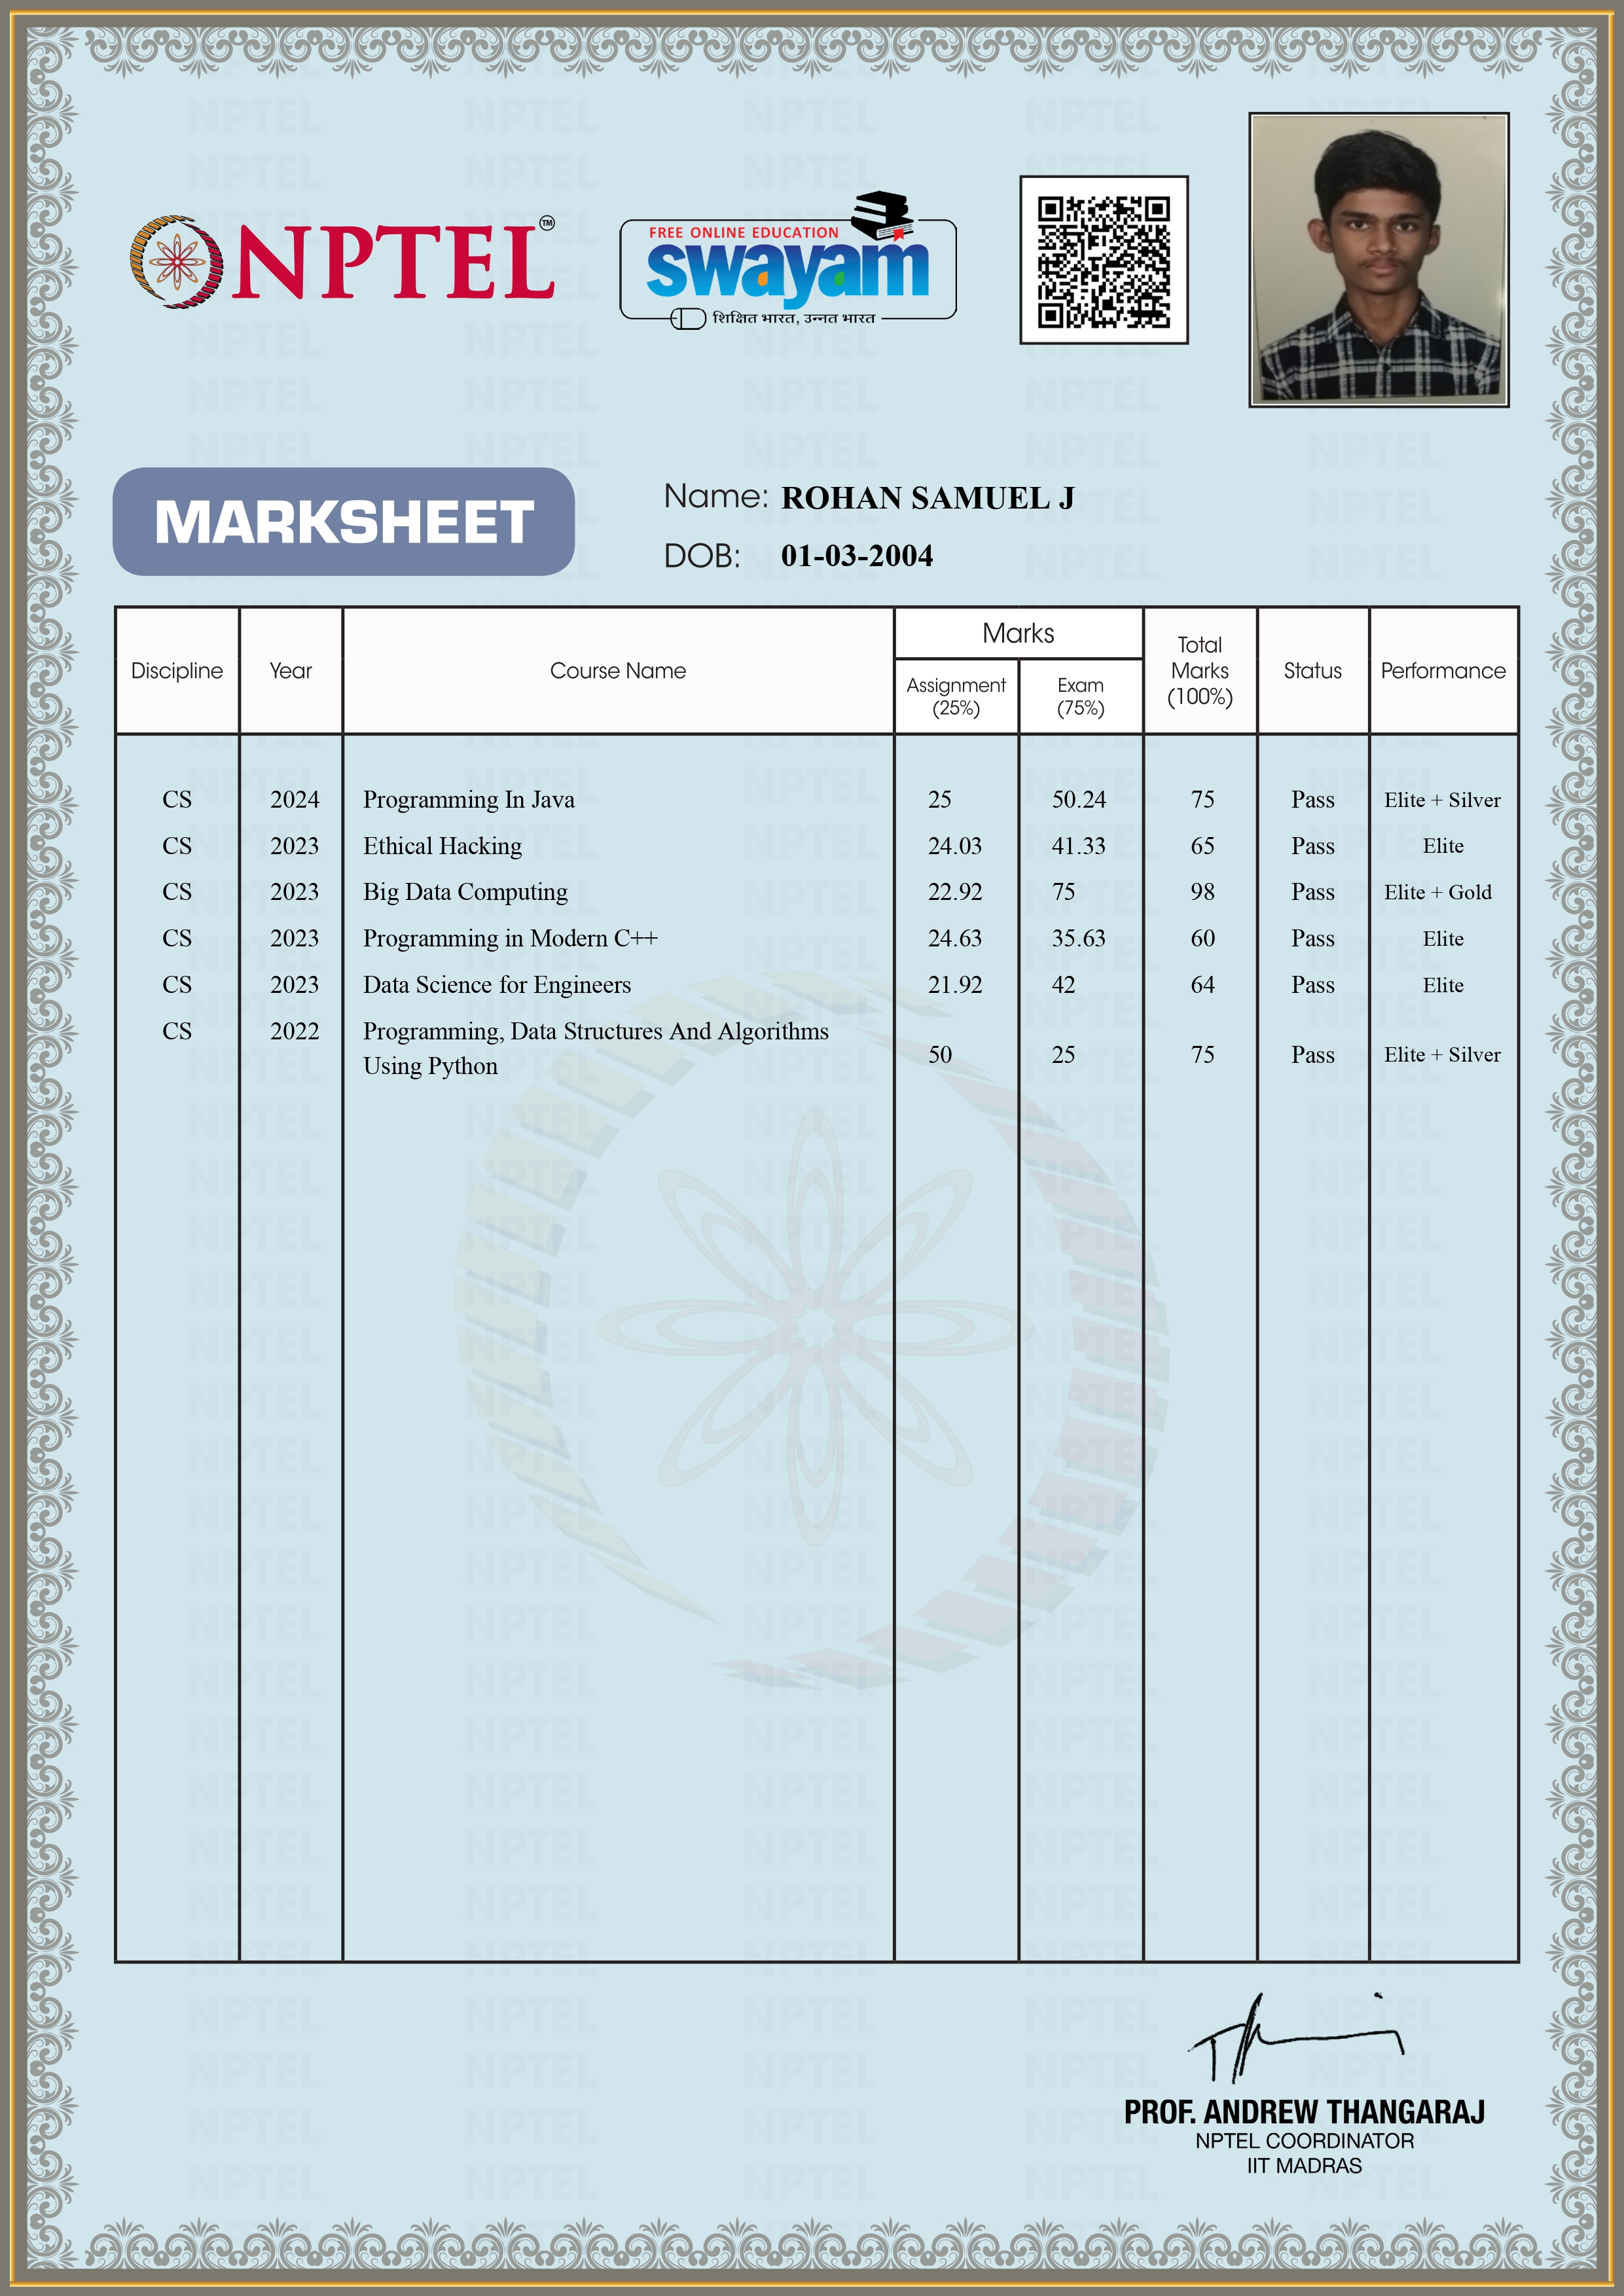 NPTEL™
FREE ONLINE EDUCATION
swayam
शिक्षित भारत, उन्नत भारत
MARKSHEET
Name: ROHAN SAMUEL J
DOB: 01-03-2004
Discipline Year Course Name Marks Assignment (25%) Exam (75%) Total Marks (100%) Status Performance
CS 2024 Programming In Java 25 50.24 75 Pass Elite + Silver
CS 2023 Ethical Hacking 24.03 41.33 65 Pass Elite
CS 2023 Big Data Computing 22.92 75 98 Pass Elite + Gold
CS 2023 Programming in Modern C++ 24.63 35.63 60 Pass Elite
CS 2023 Data Science for Engineers 21.92 42 64 Pass Elite
CS 2022 Programming, Data Structures And Algorithms
Using Python 50 25 75 Pass Elite + Silver
PROF. ANDREW THANGARAJ
NPTEL COORDINATOR
IIT MADRAS